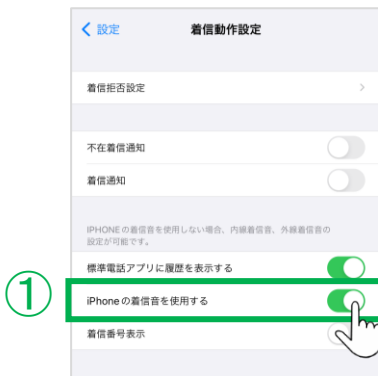 設定
着信動作設定
着信拒否設定
不在着信通知
着信通知
IPHONEの着信音を使用しない場合、内線着信音、外線着信音の
設定が可能です。
標準電話アプリに履歴を表示する
①
iPhoneの着信音を使用する
着信番号表示